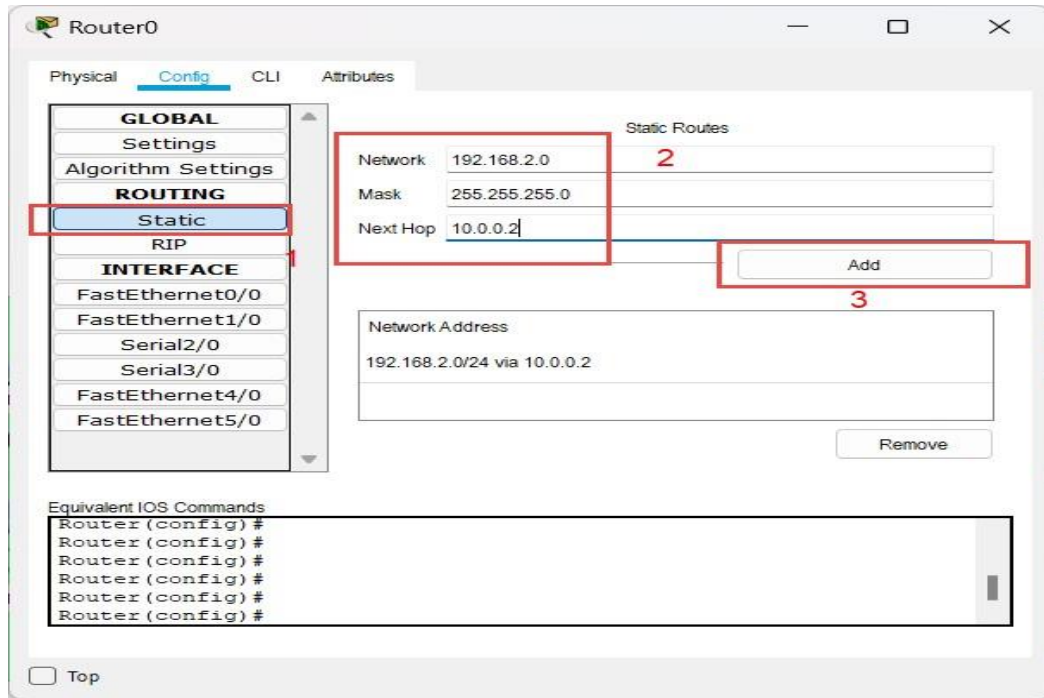 Router0
Physical Config CLI Attributes
GLOBAL
Settings
Algorithm Settings
ROUTING
Static
RIP
INTERFACE
FastEthernet0/0
FastEthernet1/0
Serial2/0
Serial3/0
FastEthernet4/0
FastEthernet5/0
1
Static Routes
2
Network 192.168.2.0
Mask 255.255.255.0
Next Hop 10.0.0.2
Add
3
Network Address
192.168.2.0/24 via 10.0.0.2
Remove
Equivalent IOS Commands
Router(config)#
Router(config)#
Router(config)#
Router(config)#
Router(config)#
Router(config)#
Top